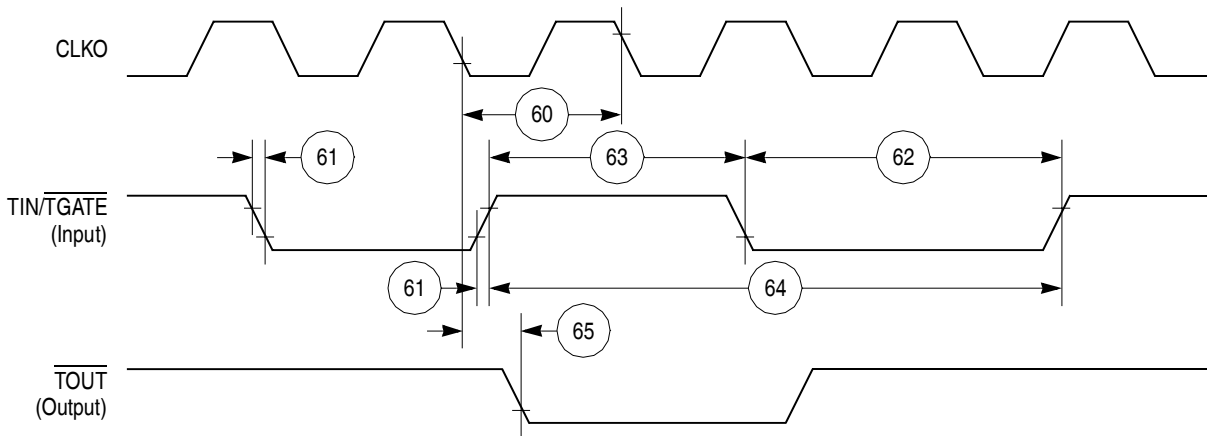 CLKO
60
61
63
62
TIN/TGATE
(Input)
61
64
65
TOUT
(Output)